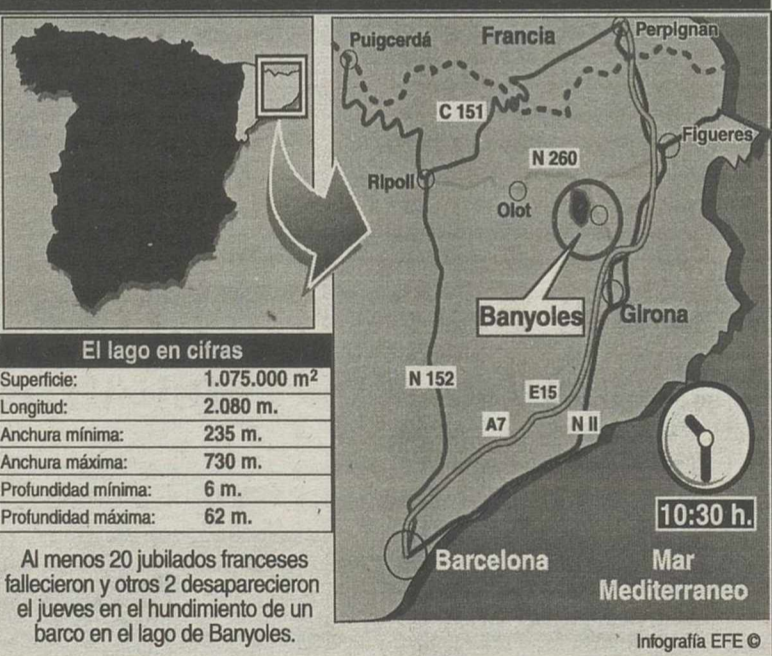 El lago en cifras
Superficie: 1.075.000 m²
Longitud: 2.080 m.
Anchura mínima: 235 m.
Anchura máxima: 730 m.
Profundidad mínima: 6 m.
Profundidad máxima: 62 m.
Al menos 20 jubilados franceses
fallecieron y otros 2 desaparecieron
el jueves en el hundimiento de un
barco en el lago de Banyoles.
Puigcerdá
Francia
Perpignan
C 151
Figueres
N 260
Ripoll
Olot
Banyoles
Girona
N 152
E15
A7
N II
10:30 h.
Barcelona
Mar
Mediterraneo
Infografía EFE ©